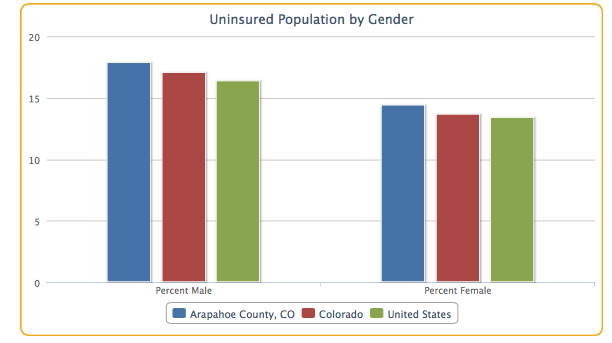 Uninsured Population by Gender
20
15
10
5
0
Percent Male
Percent Female
Arapahoe County, CO
Colorado
United States